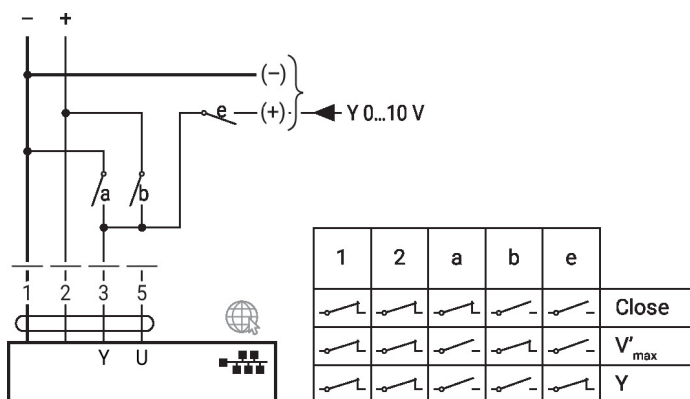 − +
(−)
e (+) Y 0...10 V
a b
1 2 3 5
Y U
1 2 a b e
Close
V'max
Y